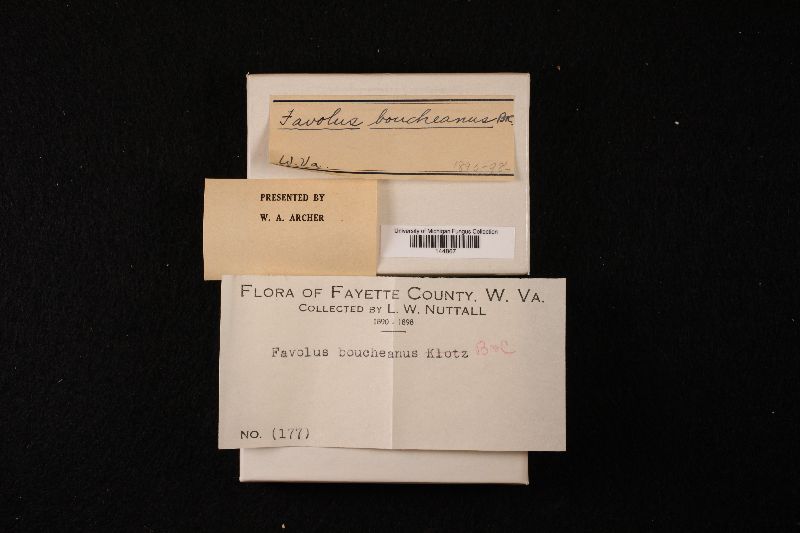 Favolus boucheanus
W. Va.
PRESENTED BY
W. A. ARCHER
University of Michigan Fungus Collection
144867
FLORA OF FAYETTE COUNTY, W. VA.
COLLECTED BY L. W. NUTTALL
1890 - 1898
Favolus boucheanus Klotz B&C
NO. (177)